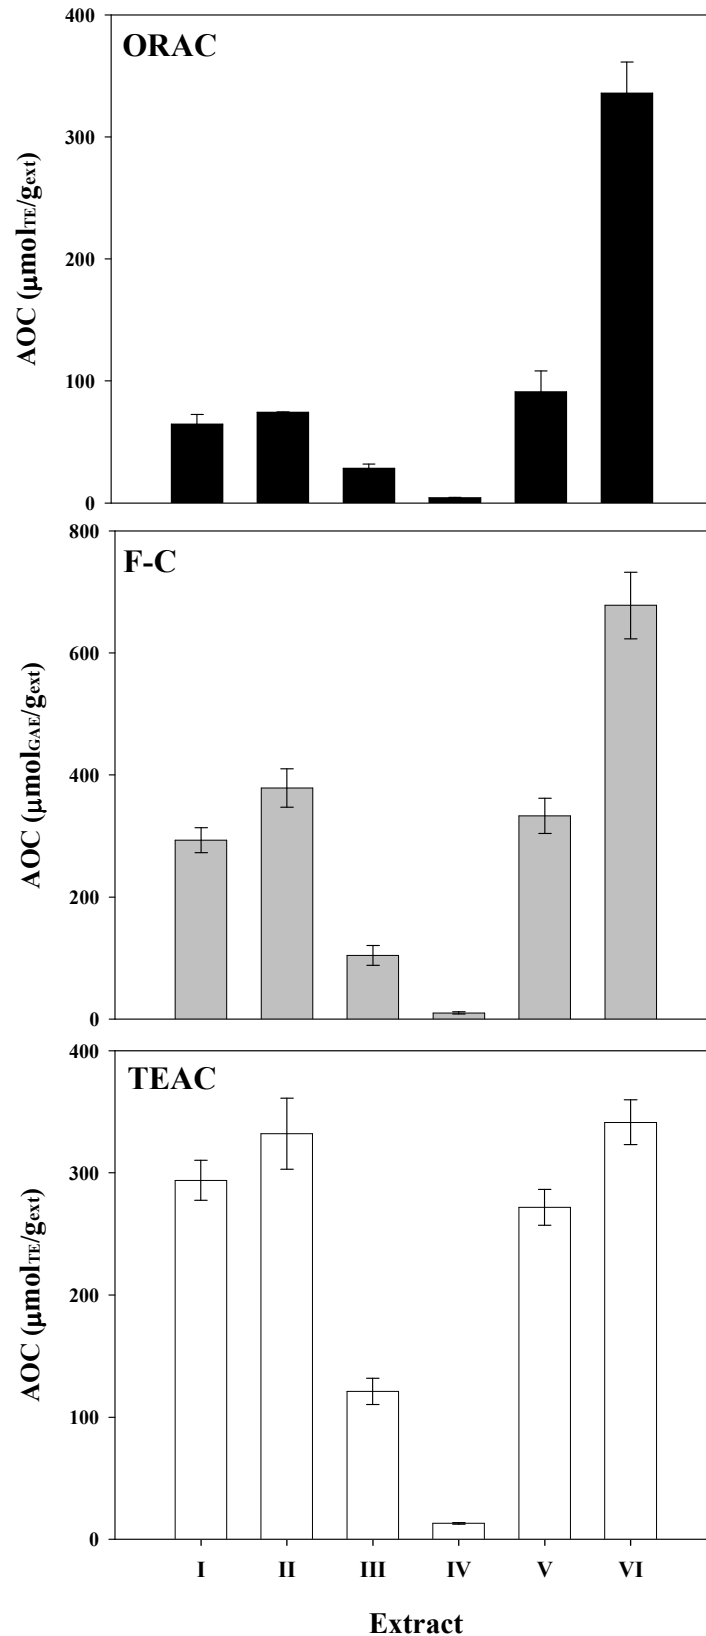 ORAC
400
300
200
100
0
AOC (μmolTE/gext)
F-C
800
600
400
200
0
AOC (μmolGAE/gext)
TEAC
400
300
200
100
0
AOC (μmolTE/gext)
I II III IV V VI
Extract